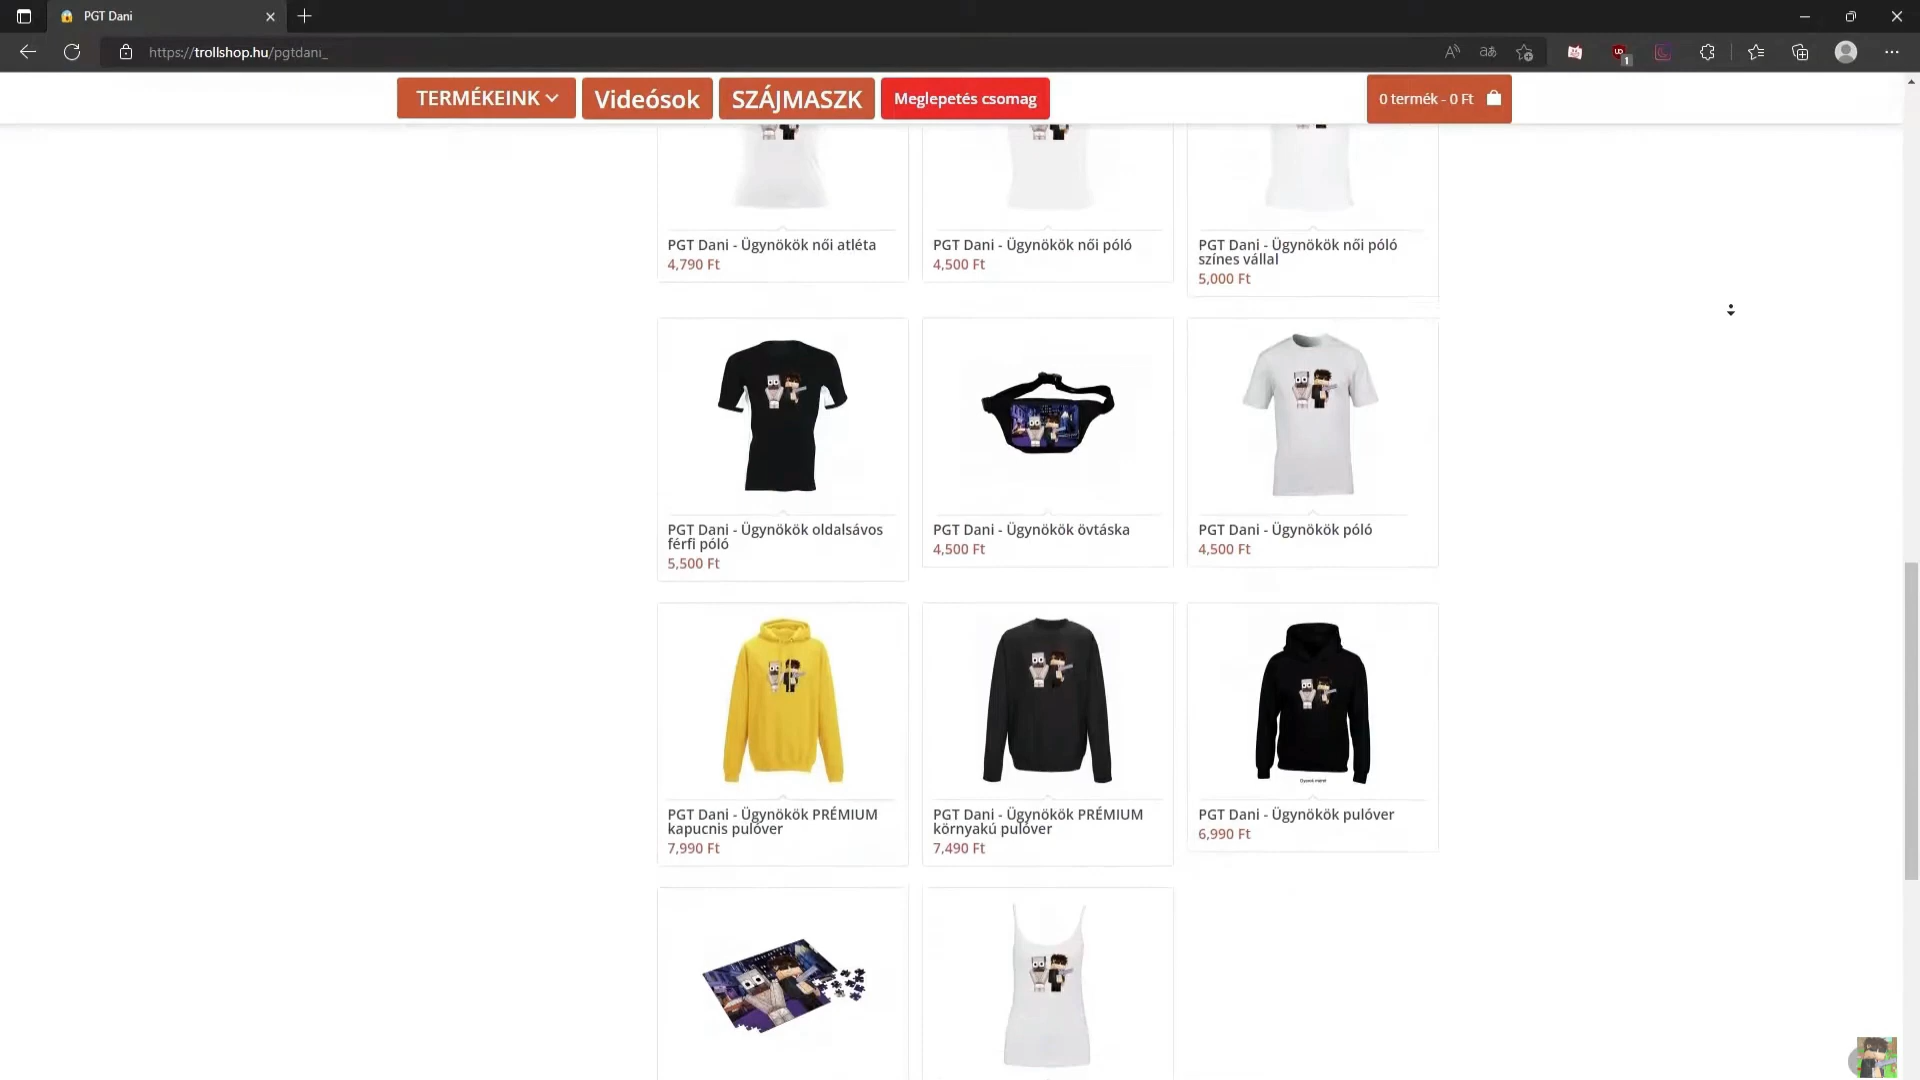 PGT Dani
https://trollshop.hu/pgtdani_
TERMÉKEINK
Videósok
SZÁJMASZK
Meglepetés csomag
0 termék - 0 Ft
PGT Dani - Ügynökök női atléta
4,790 Ft
PGT Dani - Ügynökök női póló
4,500 Ft
PGT Dani - Ügynökök női póló
színes vállal
5,000 Ft
PGT Dani - Ügynökök oldalsávos
férfi póló
5,500 Ft
PGT Dani - Ügynökök övtáska
4,500 Ft
PGT Dani - Ügynökök póló
4,500 Ft
PGT Dani - Ügynökök PRÉMIUM
kapucnis pulóver
7,990 Ft
PGT Dani - Ügynökök PRÉMIUM
környakú pulóver
7,490 Ft
PGT Dani - Ügynökök pulóver
6,990 Ft